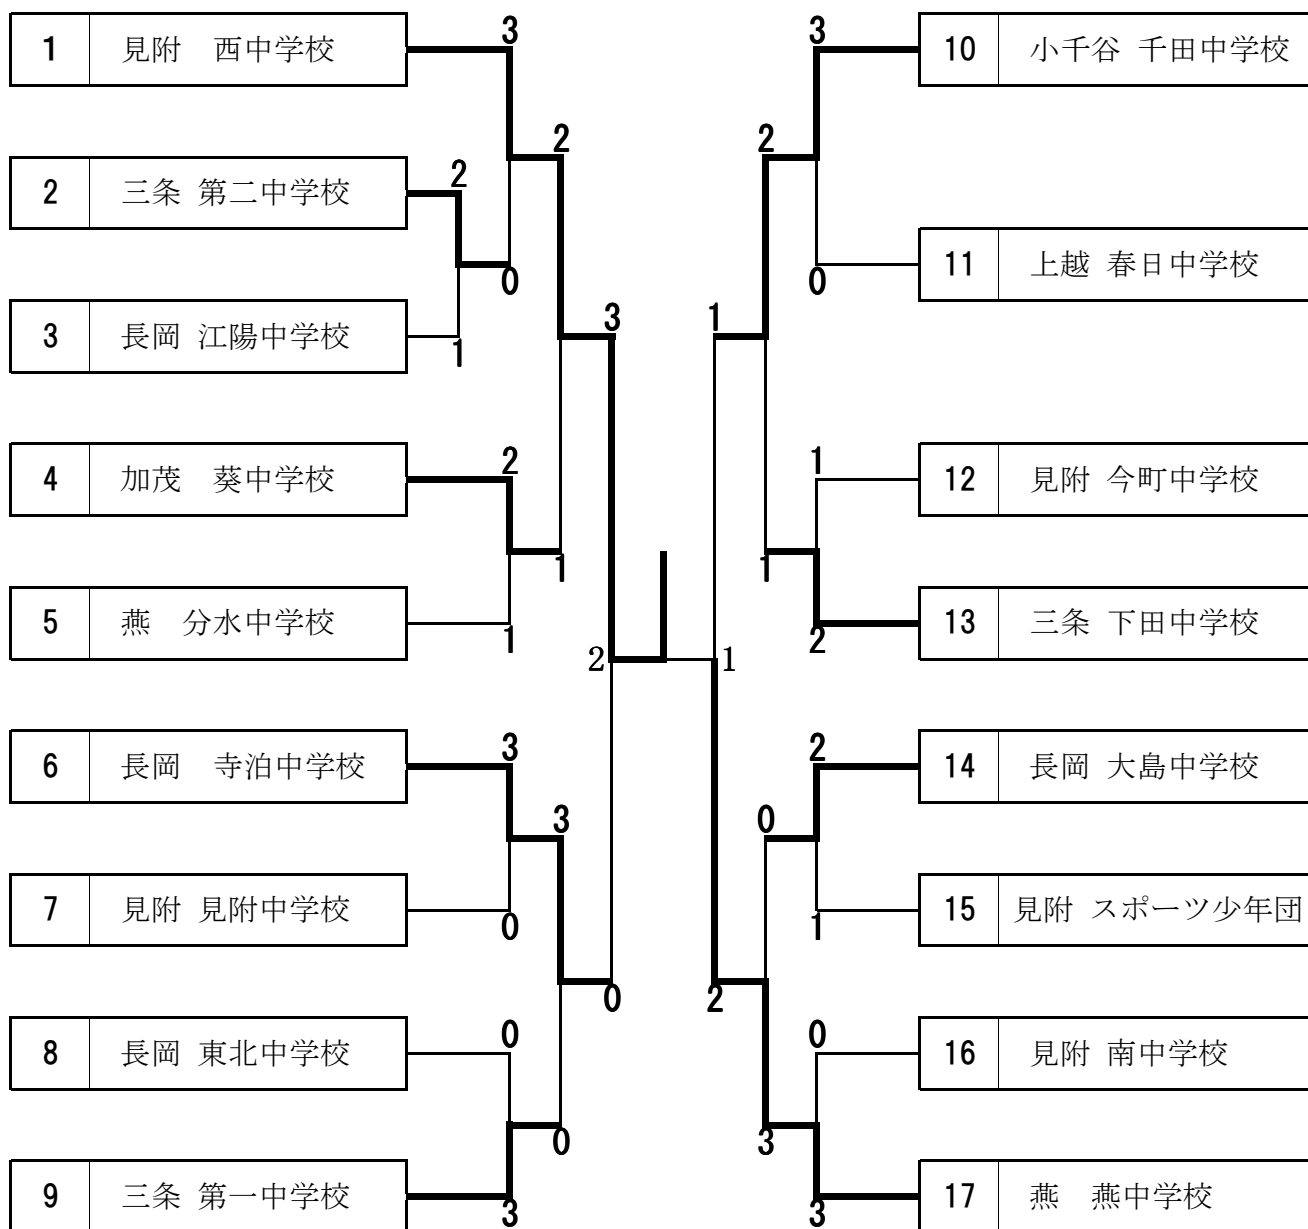 1 見附　西中学校
2 三条 第二中学校
3 長岡 江陽中学校
4 加茂　葵中学校
5 燕　分水中学校
6 長岡　寺泊中学校
7 見附 見附中学校
8 長岡 東北中学校
9 三条 第一中学校
3
2
2
0
1
3
2
1
1
2
3
3
0
0
0
0
3
3
2
1
0
1
1
2
1
2
0
1
2
0
3
3
10 小千谷 千田中学校
11 上越 春日中学校
12 見附 今町中学校
13 三条 下田中学校
14 長岡 大島中学校
15 見附 スポーツ少年団
16 見附 南中学校
17 燕　燕中学校